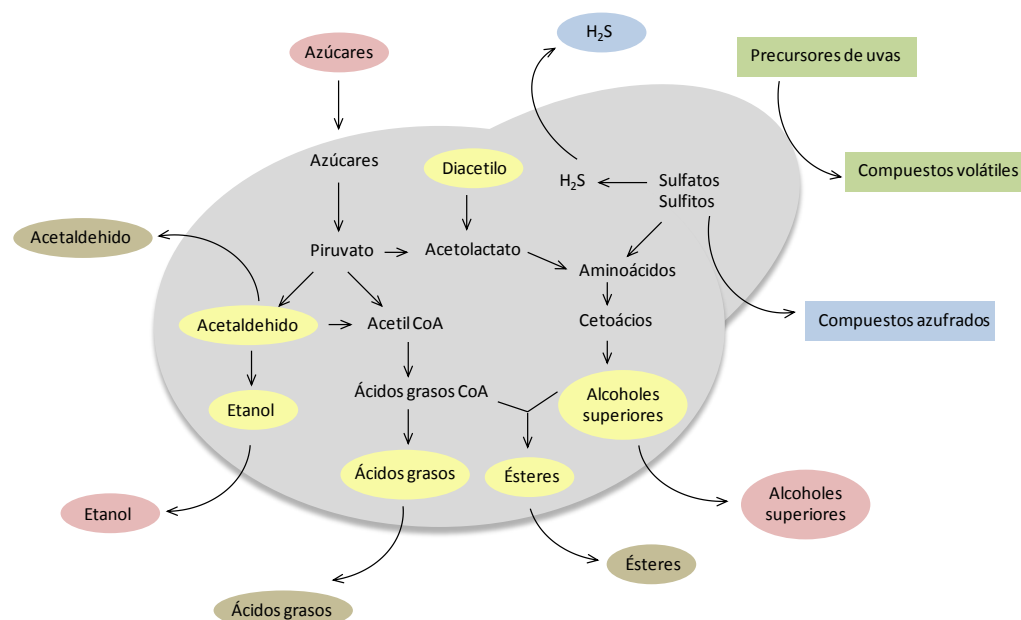 H₂S
Azúcares
Precursores de uvas
Azúcares
Diacetilo
H₂S
Sulfatos
Sulfitos
Compuestos volátiles
Acetaldehido
Piruvato
Acetolactato
Aminoácidos
Acetaldehido
Acetil CoA
Cetoácios
Compuestos azufrados
Ácidos grasos CoA
Alcoholes
superiores
Etanol
Ácidos grasos
Ésteres
Etanol
Alcoholes
superiores
Ésteres
Ácidos grasos